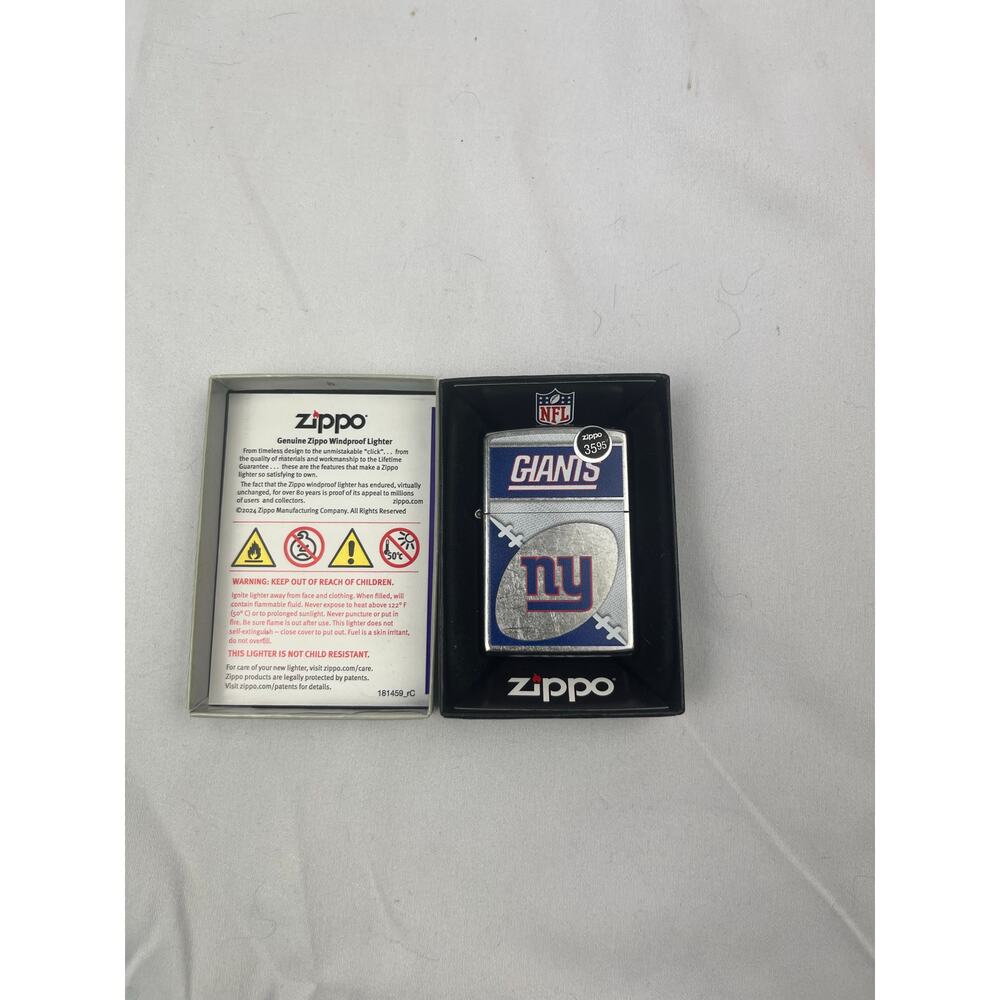 zippo
Genuine Zippo Windproof Lighter
From timeless design to the unmistakable "click". . . from
the quality of materials and workmanship to the Lifetime
Guarantee . . . these are the features that make a Zippo
lighter so satisfying to own.
The fact that the Zippo windproof lighter has endured, virtually
unchanged, for over 80 years is proof of its appeal to millions
of users and collectors. zippo.com
©2024 Zippo Manufacturing Company. All Rights Reserved
50°C
WARNING: KEEP OUT OF REACH OF CHILDREN.
Ignite lighter away from face and clothing. When filled, will
contain flammable fluid. Never expose to heat above 122° F
(50° C) or to prolonged sunlight. Never puncture or put in
fire. Be sure flame is out after use. This lighter does not
self-extinguish – close cover to put out. Fuel is a skin irritant,
do not overfill.
THIS LIGHTER IS NOT CHILD RESISTANT.
For care of your new lighter, visit zippo.com/care.
Zippo products are legally protected by patents.
Visit zippo.com/patents for details.
181459_rC
NFL
zippo
35.95
GIANTS
ny
zippo